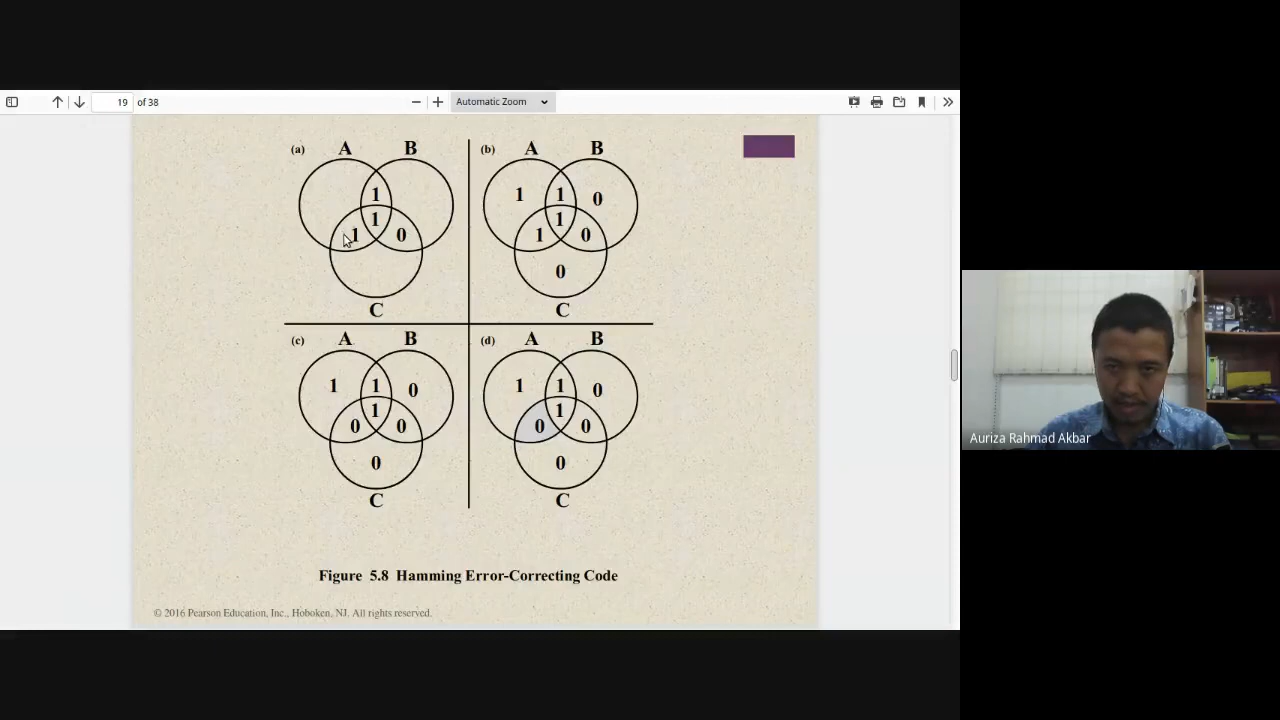 19 of 38
Automatic Zoom
(a) A B
1
1
1 0
C
(b) A B
1 1 0
1
1 0
0
C
(c) A B
1 1 0
1
0 0
0
C
(d) A B
1 1 0
1
0 0
0
C
Figure 5.8 Hamming Error-Correcting Code
© 2016 Pearson Education, Inc., Hoboken, NJ. All rights reserved.
Auriza Rahmad Akbar